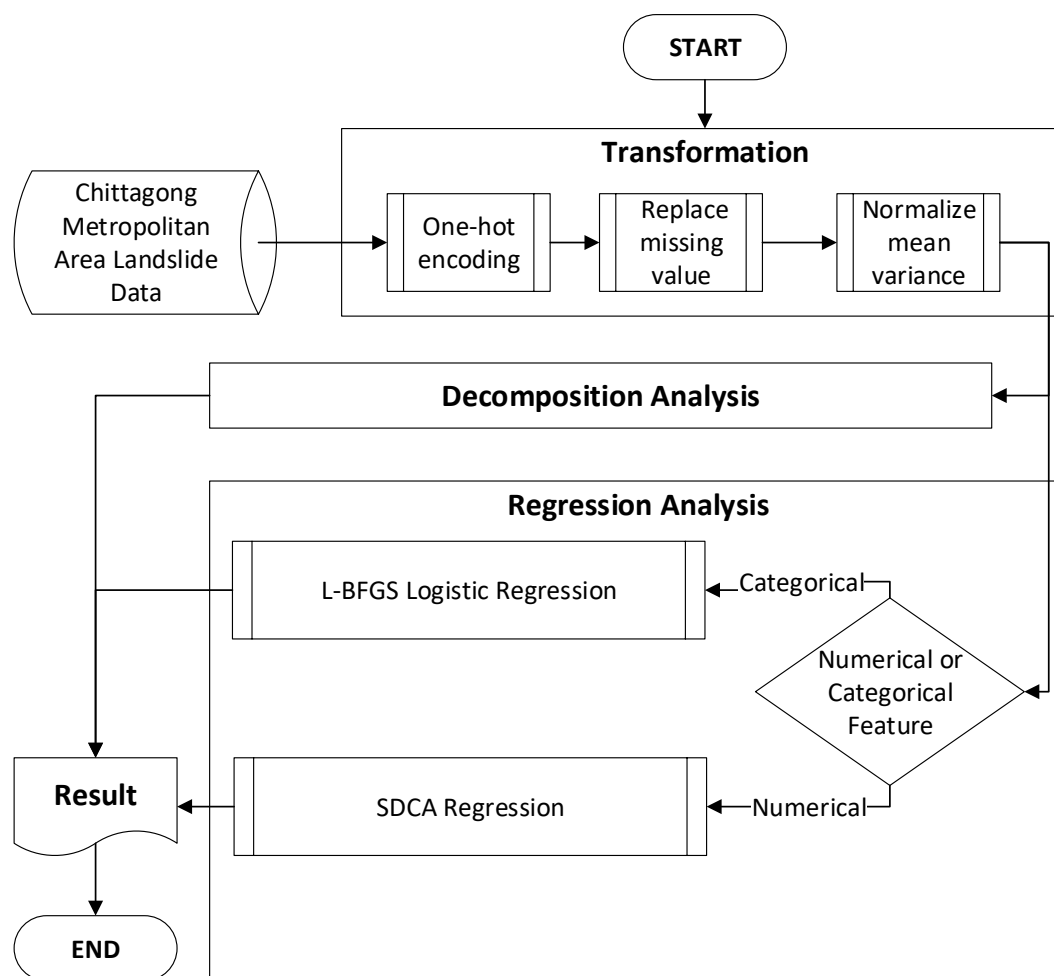 START
Transformation
Chittagong
Metropolitan
Area Landslide
Data
One-hot
encoding
Replace
missing
value
Normalize
mean
variance
Decomposition Analysis
Regression Analysis
L-BFGS Logistic Regression
Categorical
Numerical or
Categorical
Feature
Result
SDCA Regression
Numerical
END